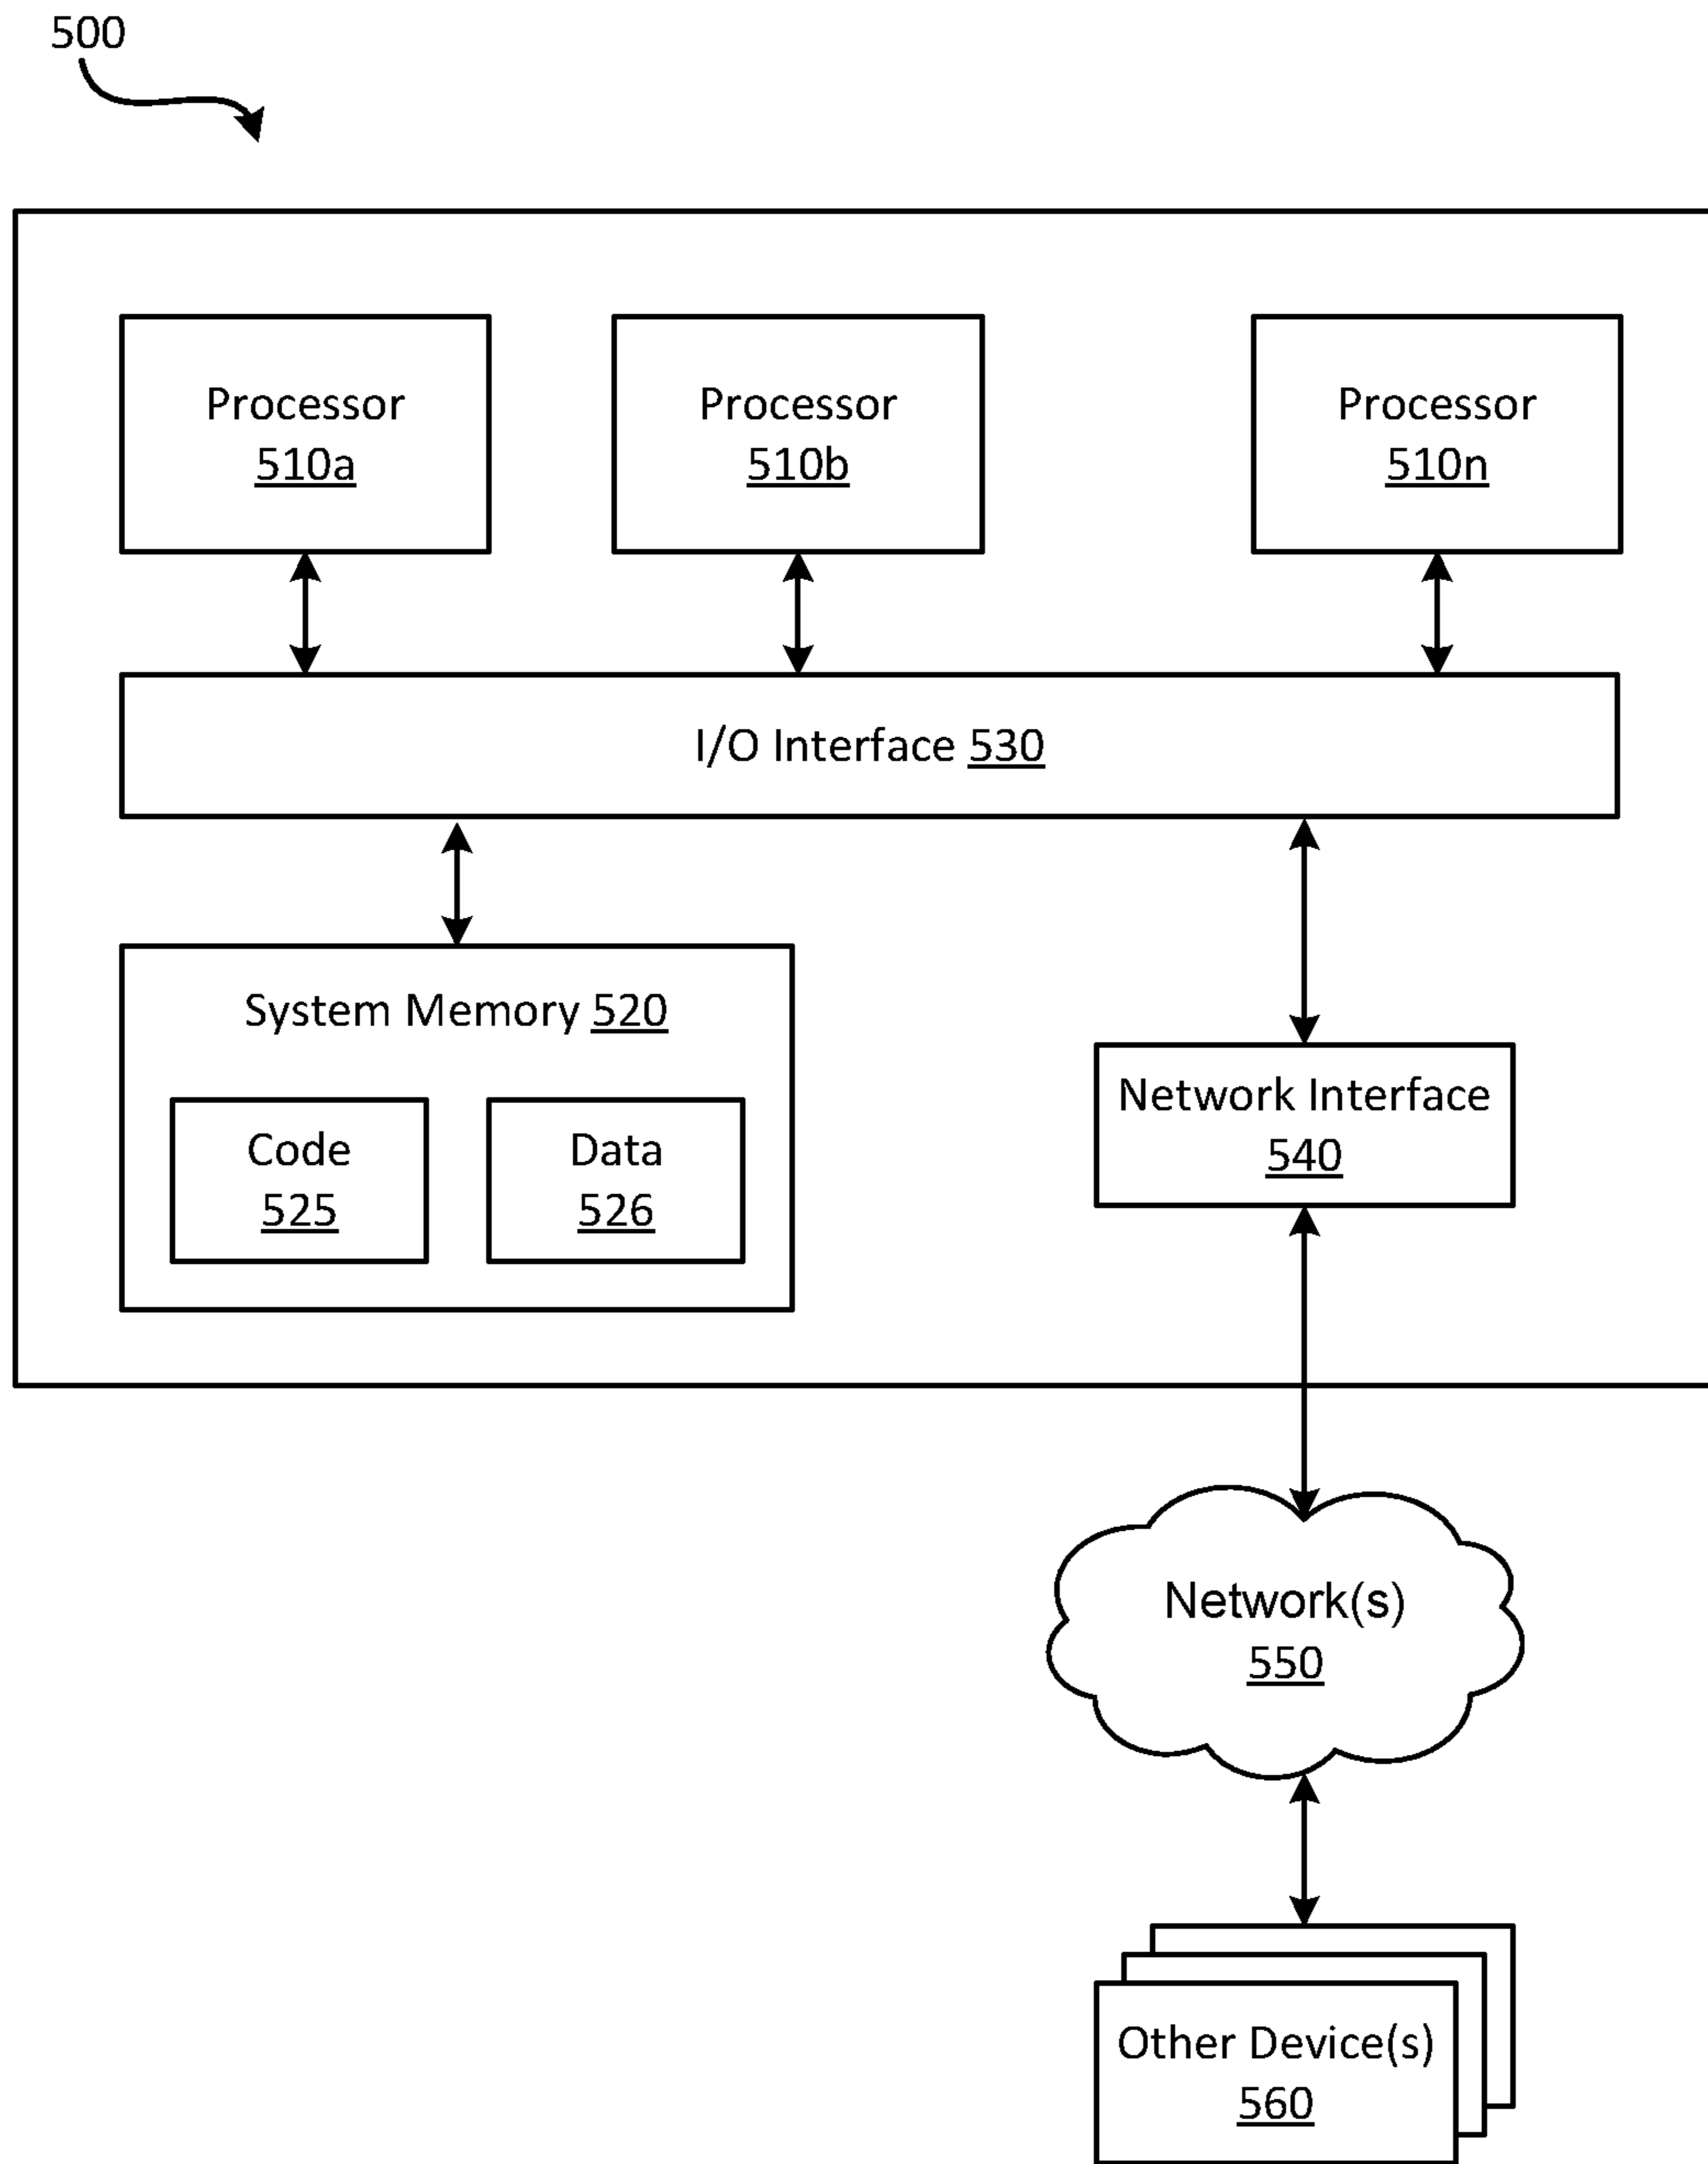 500
Processor
510a
Processor
510b
Processor
510n
I/O Interface 530
System Memory 520
Code
525
Data
526
Network Interface
540
Network(s)
550
Other Device(s)
560